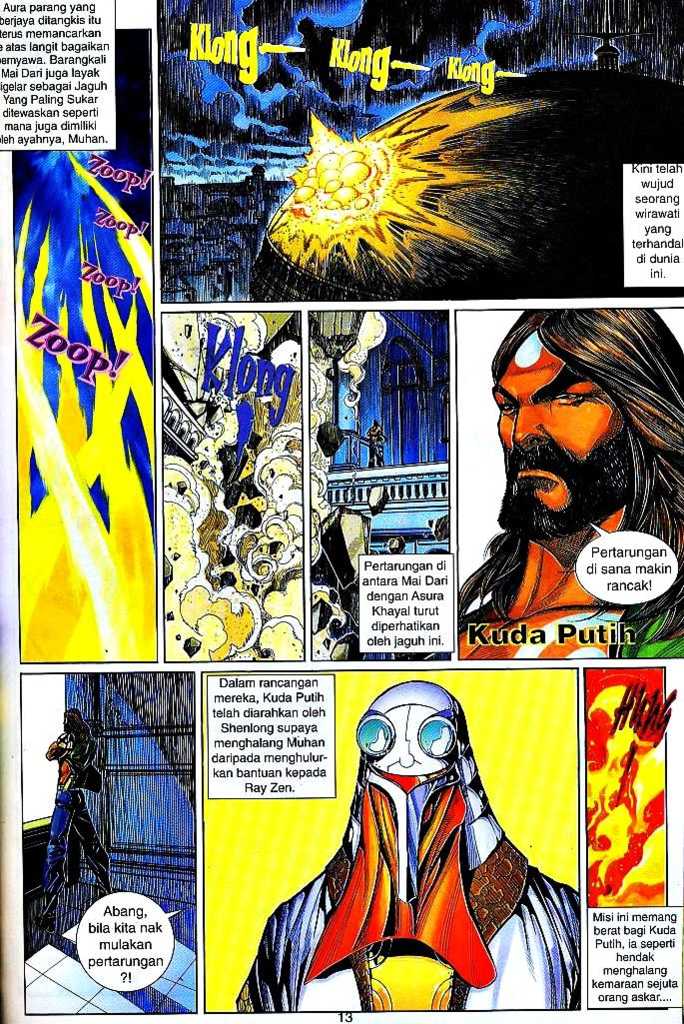 Aura parang yang
berjaya ditangkis itu
terus memancarkan
ke atas langit bagaikan
bernyawa. Barangkali
Mai Dari juga layak
digelar sebagai Jaguh
Yang Paling Sukar
ditewaskan seperti
mana juga dimiliki
oleh ayahnya, Muhan.
Zoop!
Zoop!
Zoop!
Zoop!
Klong
Klong
Klong
Kini telah
wujud
seorang
wirawati
yang
terhandal
di dunia
ini.
Klong
Pertarungan di
antara Mai Dari
dengan Asura
Khayal turut
diperhatikan
oleh jaguh ini.
Pertarungan
di sana makin
rancak!
Kuda Putih
Abang,
bila kita nak
mulakan
pertarungan
?!
Dalam rancangan
mereka, Kuda Putih
telah diarahkan oleh
Shenlong supaya
menghalang Muhan
daripada menghulur-
kan bantuan kepada
Ray Zen.
Misi ini memang
berat bagi Kuda
Putih, ia seperti
hendak
menghalang
kemaraan sejuta
orang askar....
13